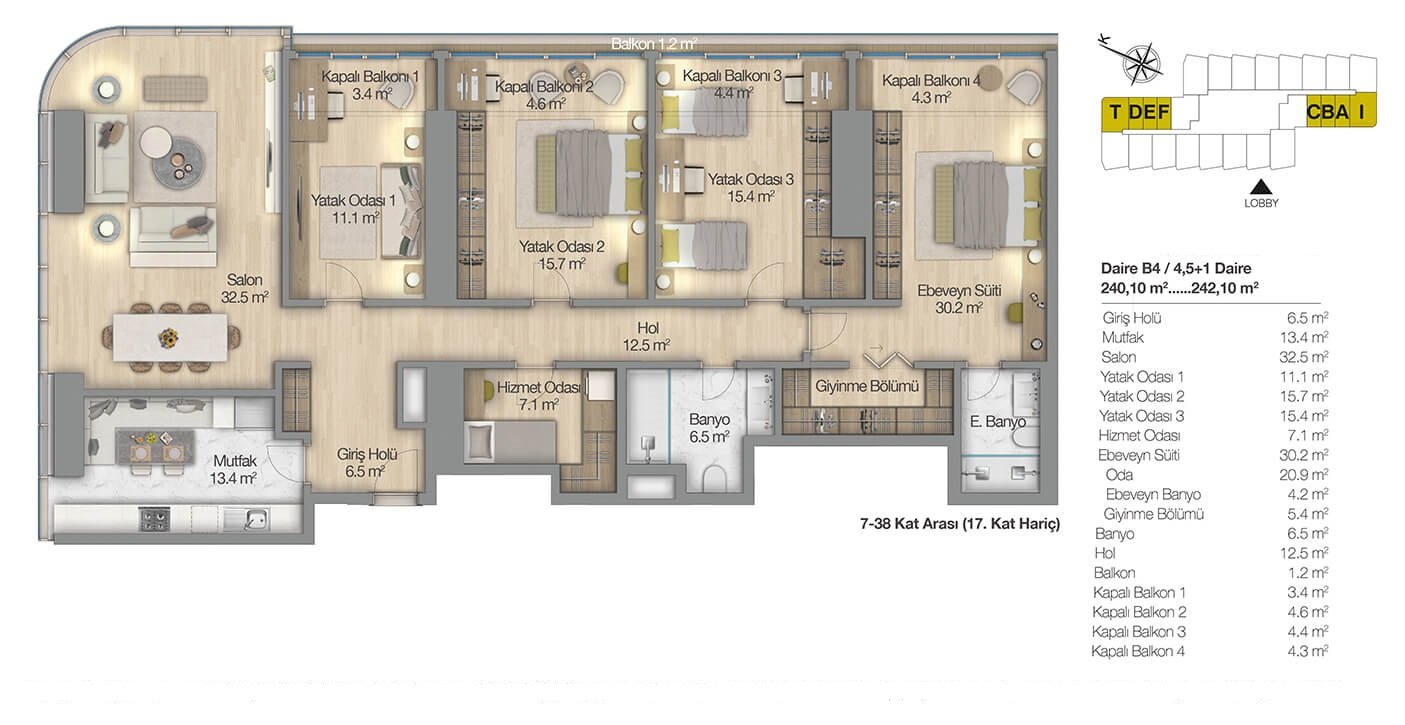 Balkon 1.2 m²
Kapalı Balkonı 1
3.4 m²
Kapalı Balkonı 2
4.6 m²
Kapalı Balkonı 3
4.4 m²
Kapalı Balkonı 4
4.3 m²
Yatak Odası 1
11.1 m²
Yatak Odası 2
15.7 m²
Yatak Odası 3
15.4 m²
Salon
32.5 m²
Ebeveyn Süiti
30.2 m²
Hol
12.5 m²
Hizmet Odası
7.1 m²
Banyo
6.5 m²
Giyinme Bölümü
E. Banyo
Giriş Holü
6.5 m²
Mutfak
13.4 m²
7-38 Kat Arası (17. Kat Hariç)
K
T DEF
CBA I
LOBBY
Daire B4 / 4,5+1 Daire
240,10 m²......242,10 m²
Giriş Holü 6.5 m²
Mutfak 13.4 m²
Salon 32.5 m²
Yatak Odası 1 11.1 m²
Yatak Odası 2 15.7 m²
Yatak Odası 3 15.4 m²
Hizmet Odası 7.1 m²
Ebeveyn Süiti 30.2 m²
Oda 20.9 m²
Ebeveyn Banyo 4.2 m²
Giyinme Bölümü 5.4 m²
Banyo 6.5 m²
Hol 12.5 m²
Balkon 1.2 m²
Kapalı Balkon 1 3.4 m²
Kapalı Balkon 2 4.6 m²
Kapalı Balkon 3 4.4 m²
Kapalı Balkon 4 4.3 m²